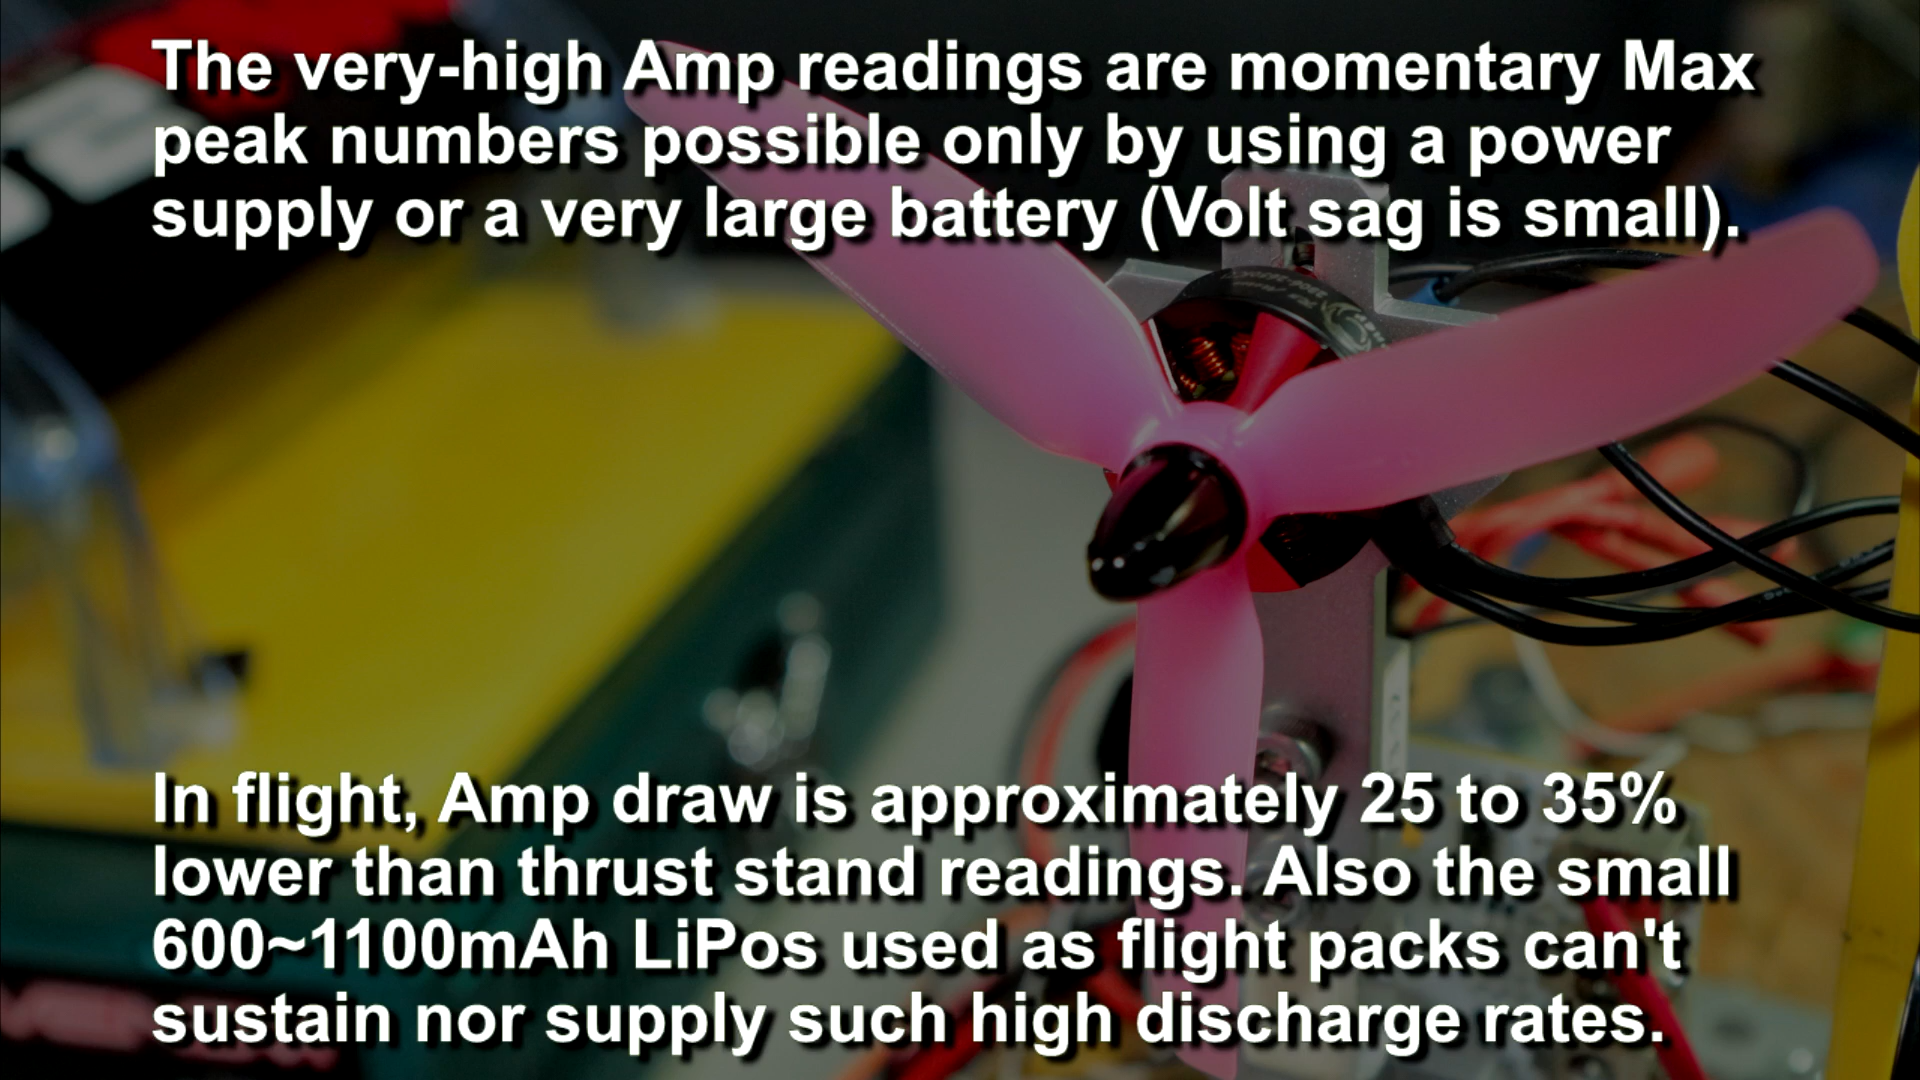 The very-high Amp readings are momentary Max
peak numbers possible only by using a power
supply or a very large battery (Volt sag is small).
In flight, Amp draw is approximately 25 to 35%
lower than thrust stand readings. Also the small
600~1100mAh LiPos used as flight packs can't
sustain nor supply such high discharge rates.